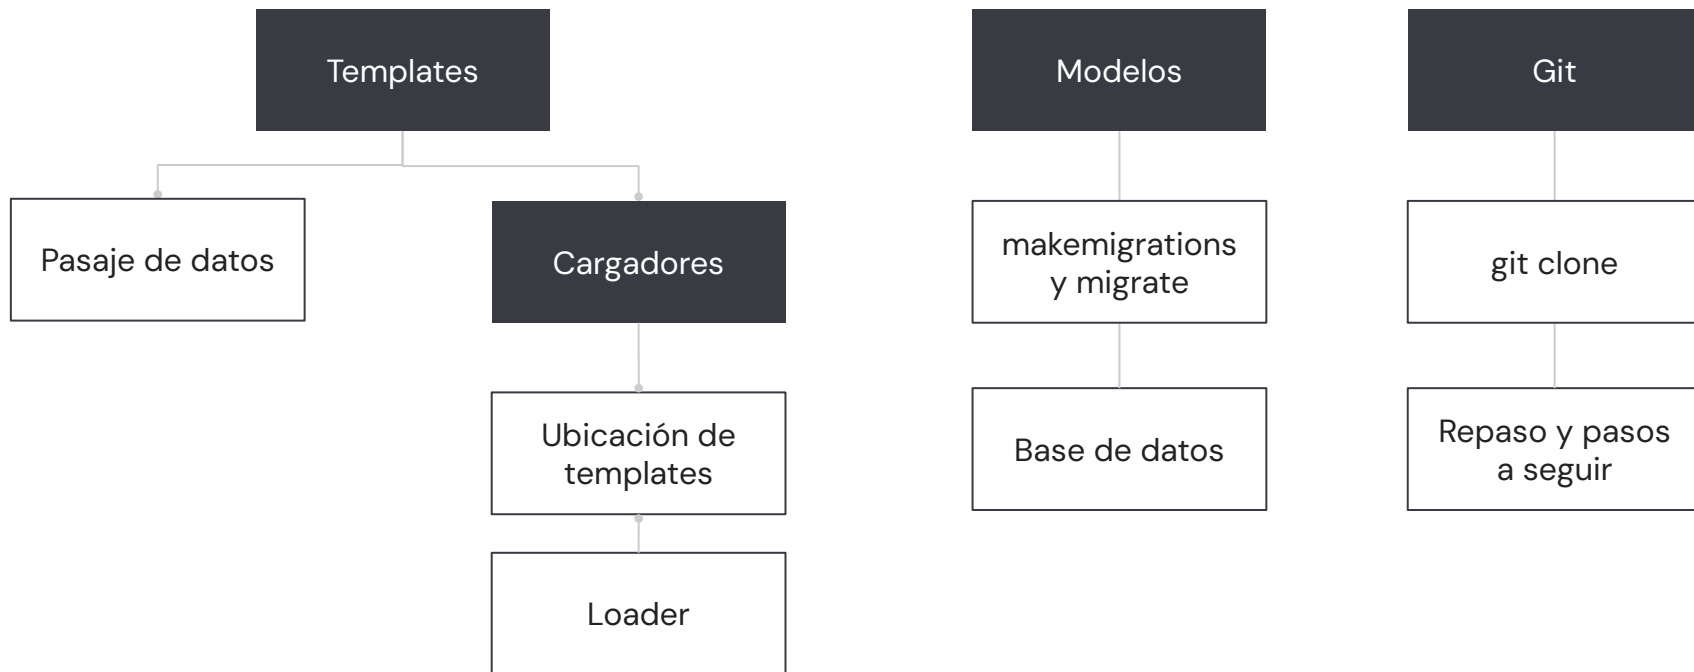 Templates
Modelos
Git
Pasaje de datos
Cargadores
makemigrations
y migrate
git clone
Ubicación de
templates
Base de datos
Repaso y pasos
a seguir
Loader